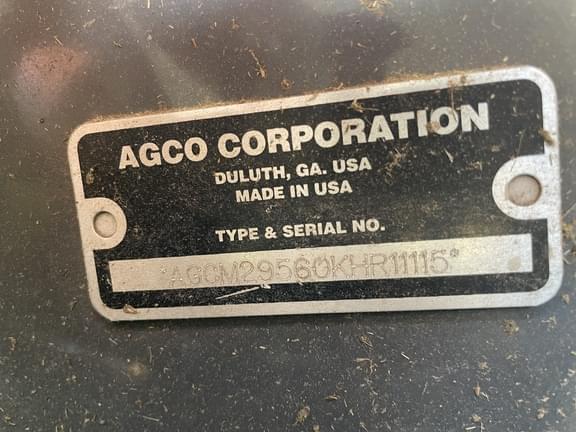 AGCO CORPORATION
DULUTH, GA. USA
MADE IN USA
TYPE & SERIAL NO.
*AGCM29560KHR11115*